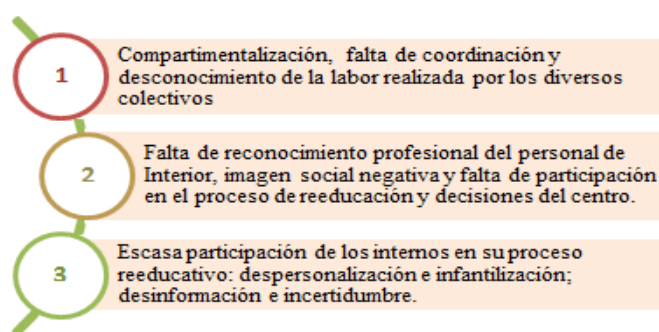 1
Compartimentalización, falta de coordinación y
desconocimiento de la labor realizada por los diversos
colectivos
2
Falta de reconocimiento profesional del personal de
Interior, imagen social negativa y falta de participación
en el proceso de reeducación y decisiones del centro.
3
Escasa participación de los internos en su proceso
reeducativo: despersonalización e infantilización;
desinformación e incertidumbre.